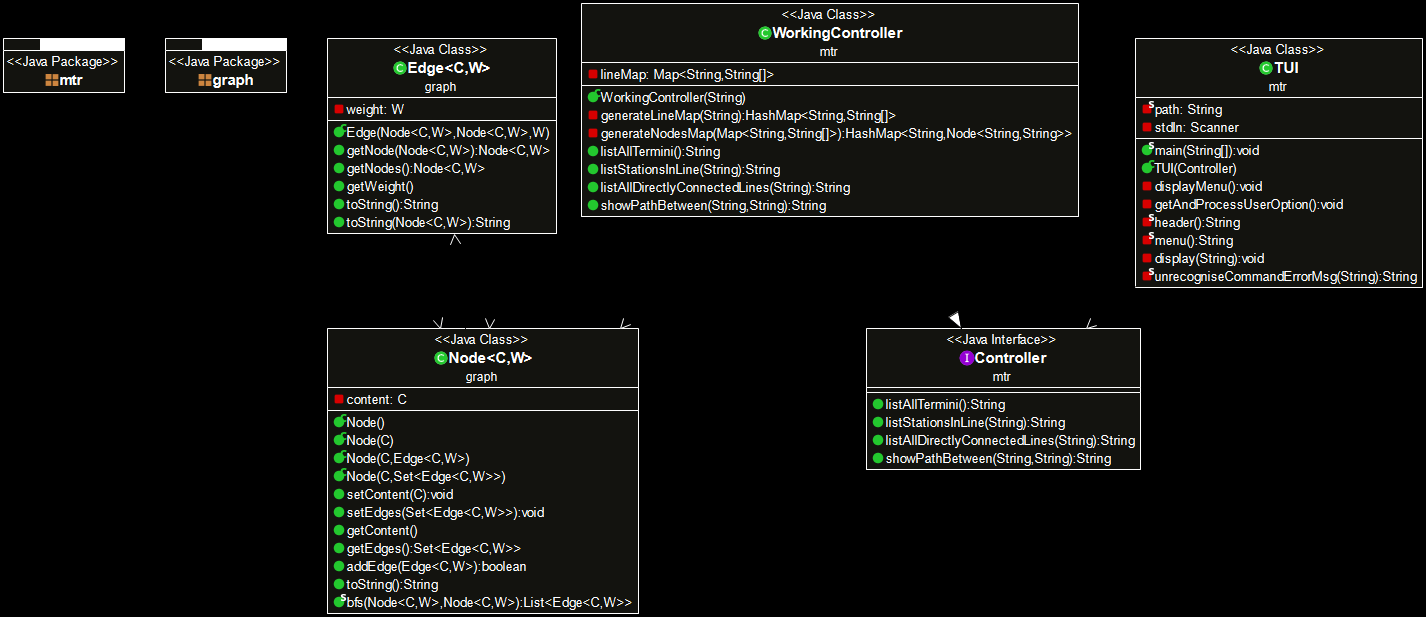 <<Java Package>>
mtr
<<Java Package>>
graph
<<Java Class>>
Edge<C,W>
graph
weight: W
Edge(Node<C,W>,Node<C,W>,W)
getNode(Node<C,W>):Node<C,W>
getNodes():Node<C,W>
getWeight()
toString():String
toString(Node<C,W>):String
<<Java Class>>
WorkingController
mtr
lineMap: Map<String,String[]>
WorkingController(String)
generateLineMap(String):HashMap<String,String[]>
generateNodesMap(Map<String,String[]>):HashMap<String,Node<String,String>>
listAllTermini():String
listStationsInLine(String):String
listAllDirectlyConnectedLines(String):String
showPathBetween(String,String):String
<<Java Class>>
TUI
mtr
path: String
stdIn: Scanner
main(String[]):void
TUI(Controller)
displayMenu():void
getAndProcessUserOption():void
header():String
menu():String
display(String):void
unrecogniseCommandErrorMsg(String):String
<<Java Class>>
Node<C,W>
graph
content: C
Node()
Node(C)
Node(C,Edge<C,W>)
Node(C,Set<Edge<C,W>>)
setContent(C):void
setEdges(Set<Edge<C,W>>):void
getContent()
getEdges():Set<Edge<C,W>>
addEdge(Edge<C,W>):boolean
toString():String
bfs(Node<C,W>,Node<C,W>):List<Edge<C,W>>
<<Java Interface>>
Controller
mtr
listAllTermini():String
listStationsInLine(String):String
listAllDirectlyConnectedLines(String):String
showPathBetween(String,String):String